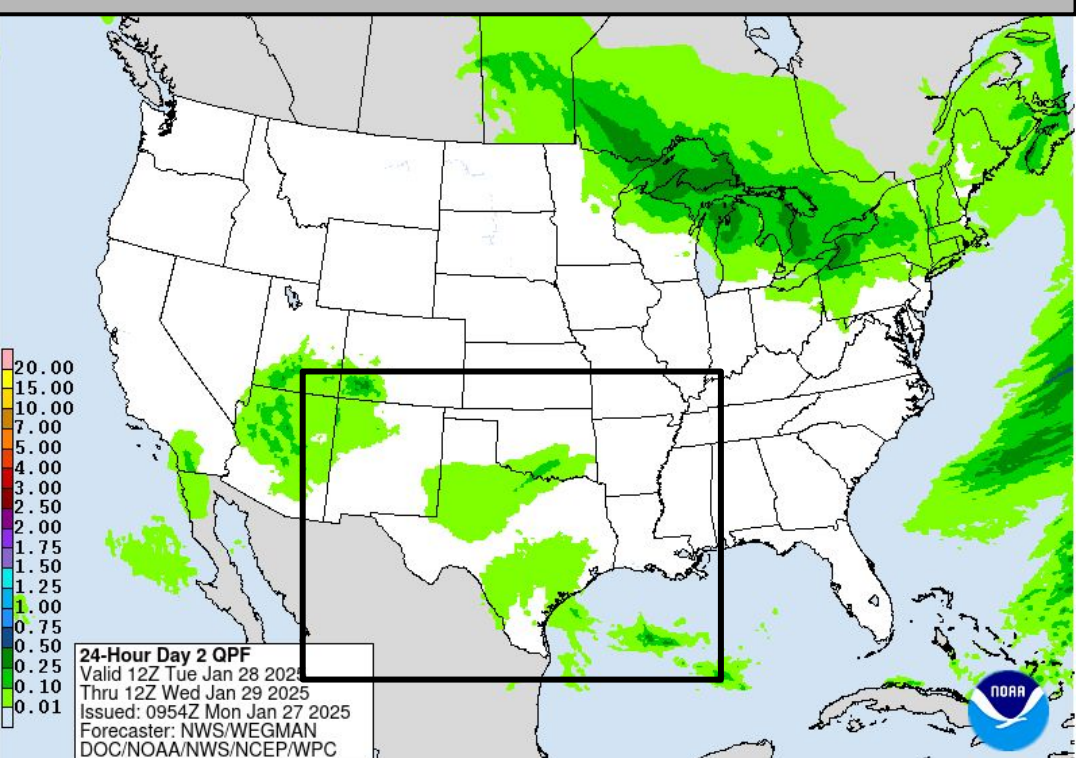 20.00
15.00
10.00
7.00
5.00
4.00
3.00
2.50
2.00
1.75
1.50
1.25
1.00
0.75
0.50
0.25
0.10
0.01
24-Hour Day 2 QPF
Valid 12Z Tue Jan 28 2025
Thru 12Z Wed Jan 29 2025
Issued: 0954Z Mon Jan 27 2025
Forecaster: NWS/WEGMAN
DOC/NOAA/NWS/NCEP/WPC
NOAA